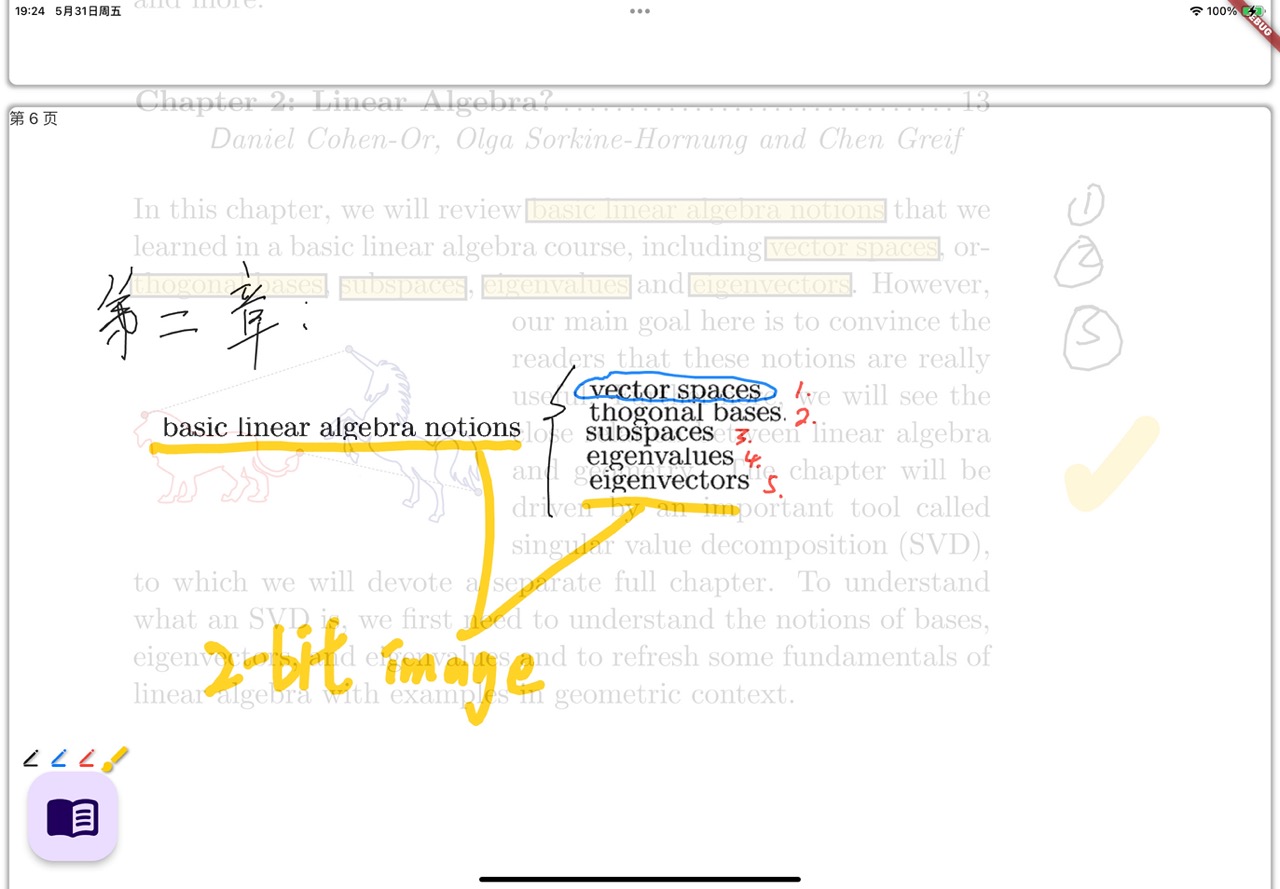 19:24 5月31日周五
100%
DEBUG
and more.
Chapter 2: Linear Algebra? 13
第 6 页
Daniel Cohen-Or, Olga Sorkine-Hornung and Chen Greif
In this chapter, we will review basic linear algebra notions that we
learned in a basic linear algebra course, including vector spaces, or-
thogonal bases, subspaces, eigenvalues and eigenvectors. However,
our main goal here is to convince the
readers that these notions are really
we will see the
linear algebra
and geometry. The chapter will be
driven by an important tool called
singular value decomposition (SVD),
to which we will devote a separate full chapter. To understand
what an SVD is, we first need to understand the notions of bases,
eigenvectors, and eigenvalues and to refresh some fundamentals of
linear algebra with examples in geometric context.
①
②
第二章:
basic linear algebra notions
vector spaces 1.
thogonal bases. 2.
subspaces 3.
eigenvalues 4.
eigenvectors 5.
2-bit image